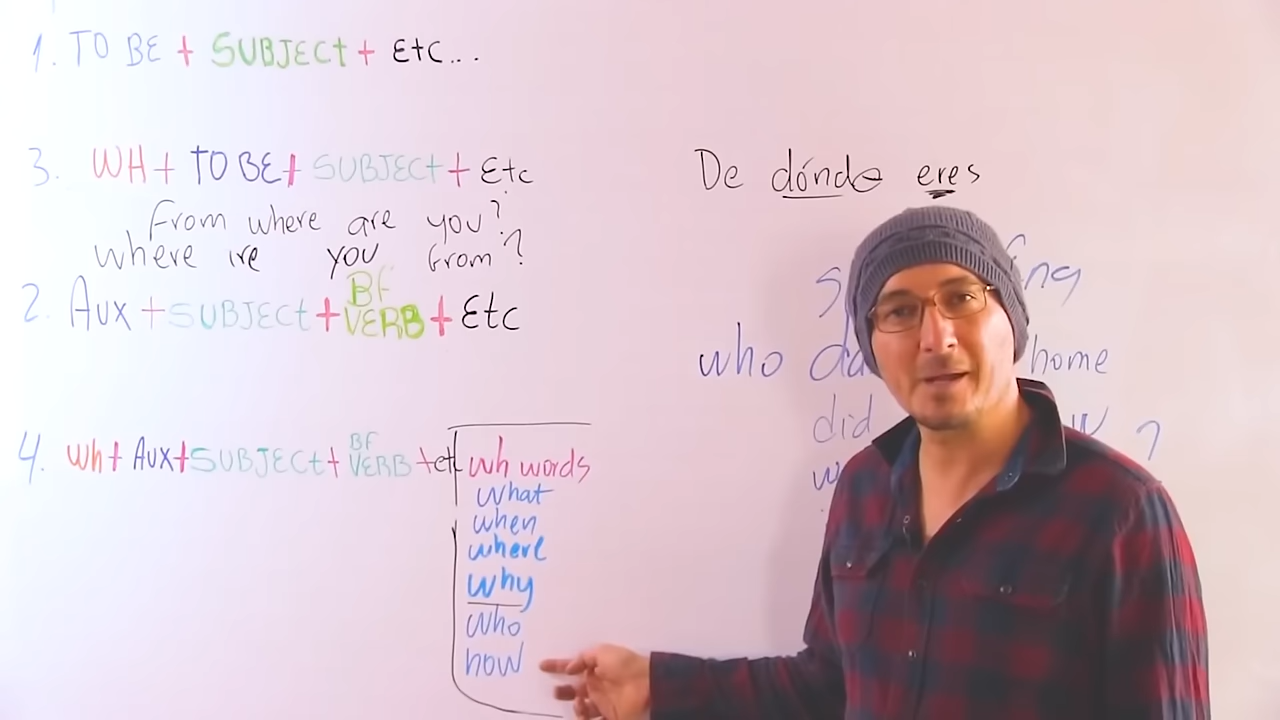 1. TO BE + SUBJECT + Etc...
3. WH + TO BE + SUBJECT + Etc
From where are you?
where are you from?
BF
2. AUX + SUBJECT + VERB + Etc
BF
4. Wh + AUX + SUBJECT + VERB + etc
wh words
what
when
where
why
who
how
De dónde eres
who
home
did